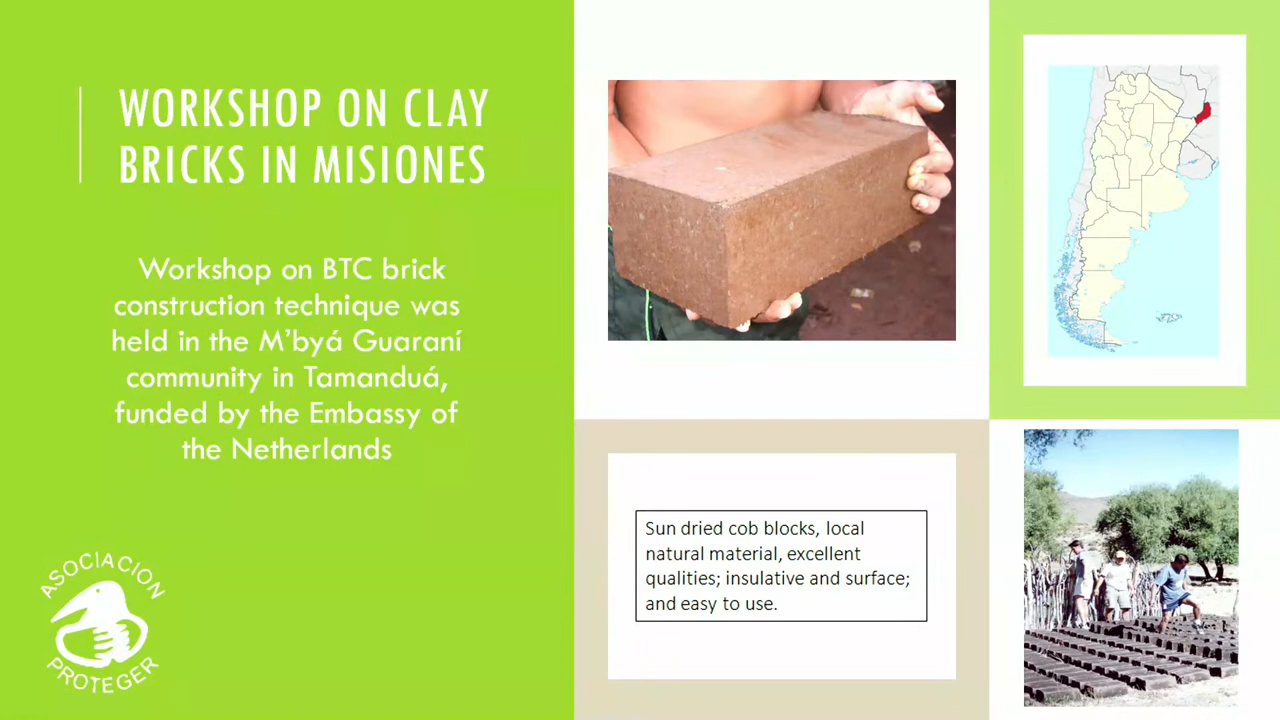 WORKSHOP ON CLAY
BRICKS IN MISIONES
Workshop on BTC brick
construction technique was
held in the M’byá Guaraní
community in Tamanduá,
funded by the Embassy of
the Netherlands
Sun dried cob blocks, local
natural material, excellent
qualities; insulative and surface;
and easy to use.
ASOCIACION
PROTEGER